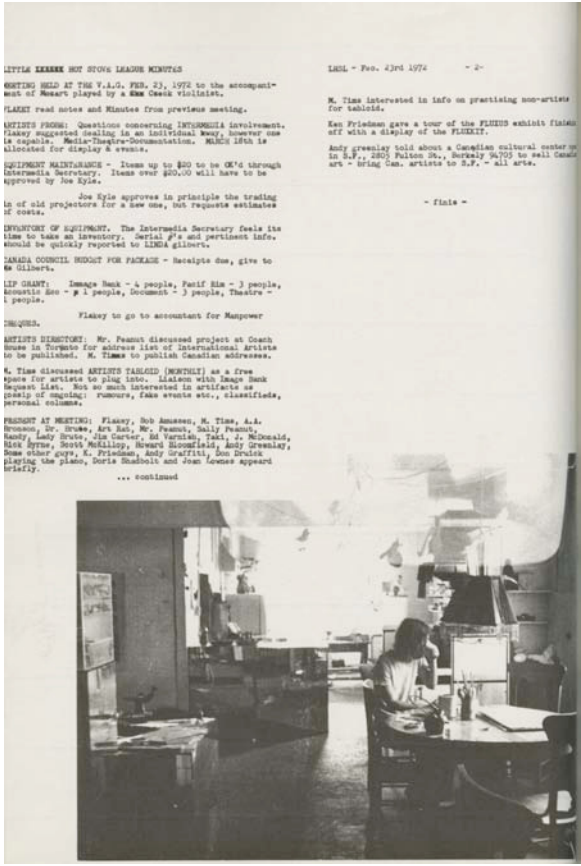 LITTLE XXXXXX HOT STOVE LEAGUE MINUTES
MEETING HELD AT THE V.A.G. FEB. 23, 1972 to the accompani-
ment of Mozart played by a Czech violinist.
FLAKEY read notes and Minutes from previous meeting.
ARTISTS PROBE: Questions concerning INTERMEDIA involvement.
Flakey suggested dealing in an individual way, however one
is capable. Media-Theatre-Documentation. MARCH 18th is
allocated for display & events.
EQUIPMENT MAINTAINANCE - Items up to $20 to be OK'd through
Intermedia Secretary. Items over $20.00 will have to be
approved by Joe Kyle.
Joe Kyle approves in principle the trading
in of old projectors for a new one, but requests estimates
of costs.
INVENTORY OF EQUIPMENT. The Intermedia Secretary feels its
time to take an inventory. Serial #'s and pertinent info.
should be quickly reported to LINDA gilbert.
CANADA COUNCIL BUDGET FOR PACKAGE - Receipts due, give to
Ms Gilbert.
LIP GRANT: Immage Bank - 4 people, Pacif Rim - 3 people,
Acoustic Eco - 1 people, Document - 3 people, Theatre -
1 people.
Flakey to go to accountant for Manpower
CHEQUES.
ARTISTS DIRECTORY: Mr. Peanut discussed project at Coach
House in Toronto for address list of International Artists
to be published. M. Times to publish Canadian addresses.
M. Time discussed ARTISTS TABLOID (MONTHLY) as a free
space for artists to plug into. Liaison with Image Bank
Request List. Not so much interested in artifacts as
gossip of ongoing: rumours, fake events etc., classifieds,
personal columns.
PRESENT AT MEETING: Flakey, Bob Amussen, M. Time, A.A.
Bronson, Dr. Brute, Art Rat, Mr. Peanut, Sally Peanut,
Randy, Lady Brute, Jim Carter, Ed Varnish, Taki, J. McDonald,
Rick Byrne, Scott McKillop, Howard Bloomfield, Andy Greenlay,
Some other guys, K. Friedman, Andy Graffiti, Don Druick
playing the piano, Doris Shadbolt and Joan Lownes appeared
briefly.
... continued
LHSL - Feb. 23rd 1972 -2-
M. Time interested in info on practising non-artists
for tabloid.
Ken Friedman gave a tour of the FLUXUS exhibit finish
off with a display of the FLUXKIT.
Andy greenlay told about a Canadian cultural center
in S.F., 2805 Fulton St., Berkely 94705 to sell
art - bring Can. artists to S.F. - all arts.
- finis -